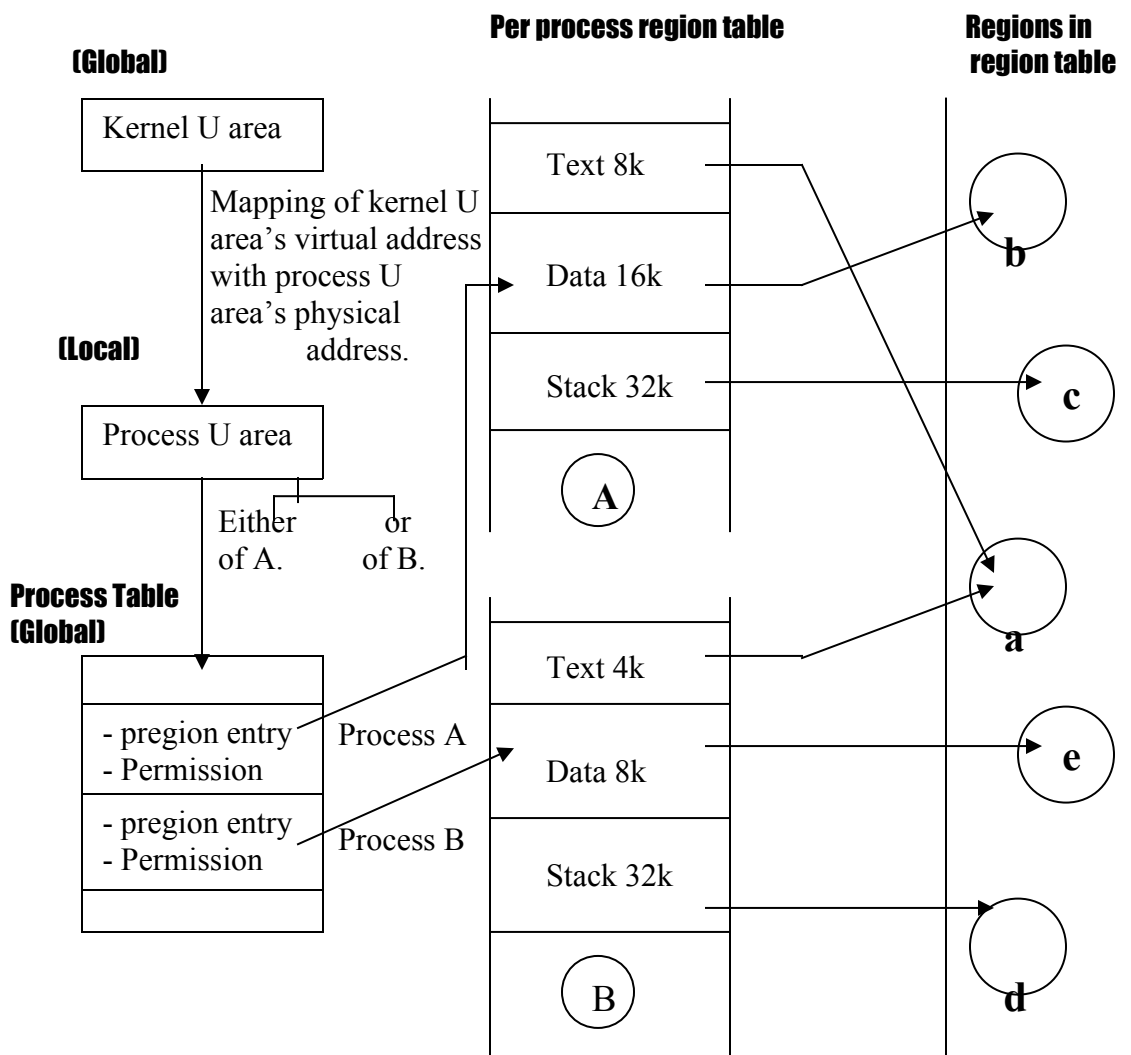 Per process region table
Regions in
region table
(Global)
Kernel U area
Mapping of kernel U
area’s virtual address
with process U
area’s physical
address.
(Local)
Process U area
Either or
of A. of B.
Process Table
(Global)
- pregion entry
- Permission
Process A
- pregion entry
- Permission
Process B
Text 8k
Data 16k
Stack 32k
A
Text 4k
Data 8k
Stack 32k
B
b
c
a
e
d